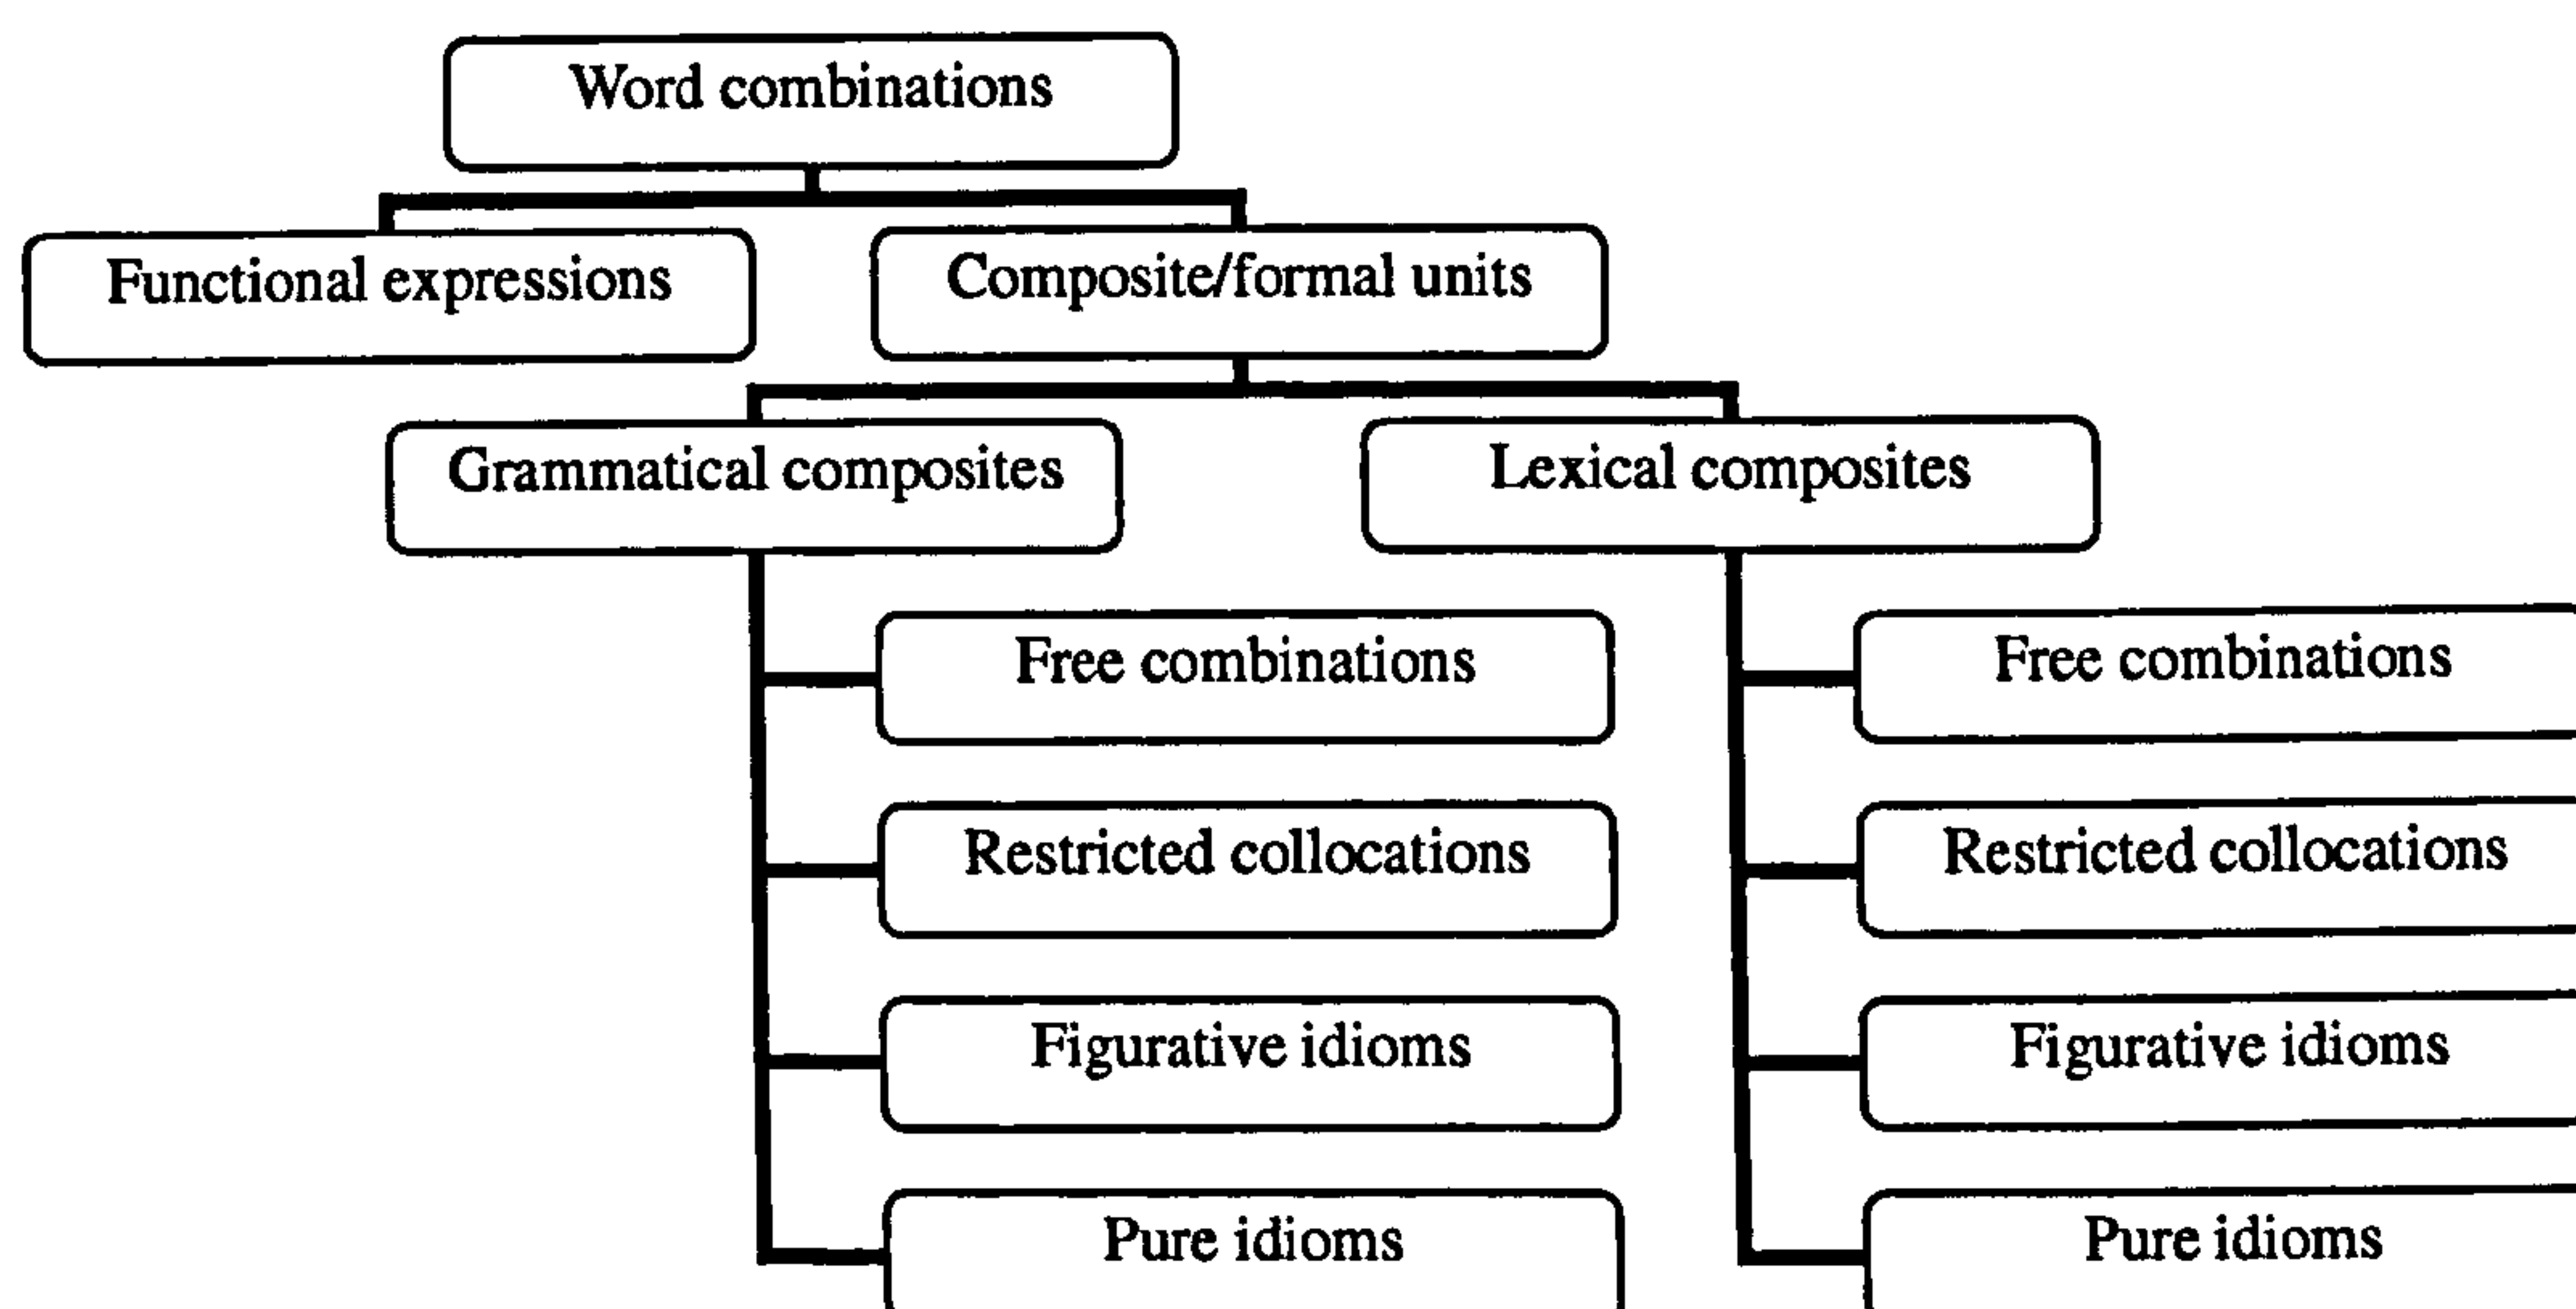 Word combinations
Functional expressions
Composite/formal units
Grammatical composites
Lexical composites
Free combinations
Free combinations
Restricted collocations
Restricted collocations
Figurative idioms
Figurative idioms
Pure idioms
Pure idioms